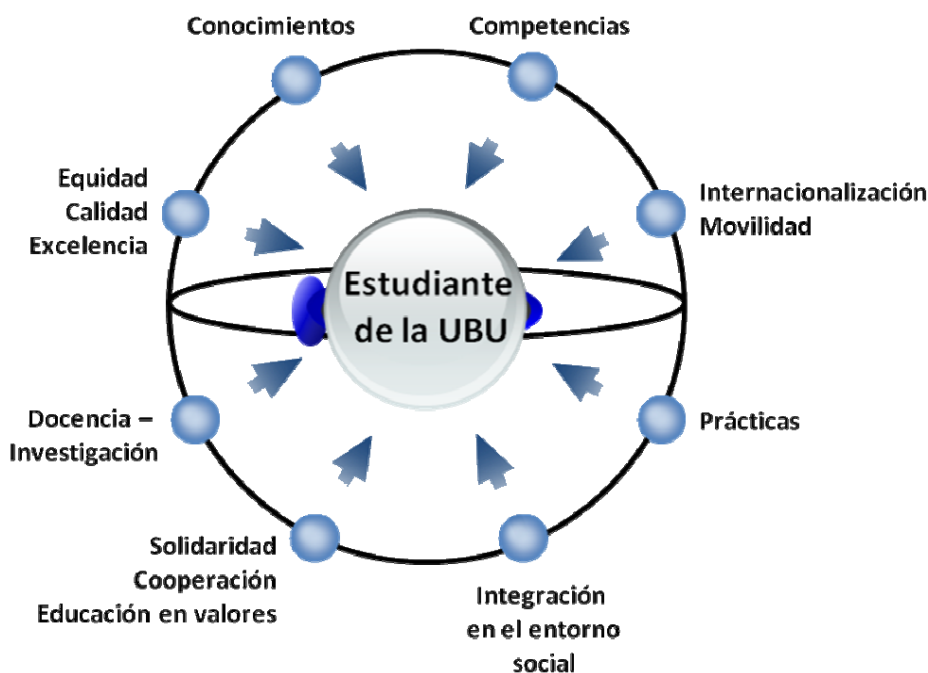 Conocimientos
Competencias
Equidad
Calidad
Excelencia
Internacionalización
Movilidad
Estudiante
de la UBU
Docencia –
Investigación
Prácticas
Solidaridad
Cooperación
Educación en valores
Integración
en el entorno
social